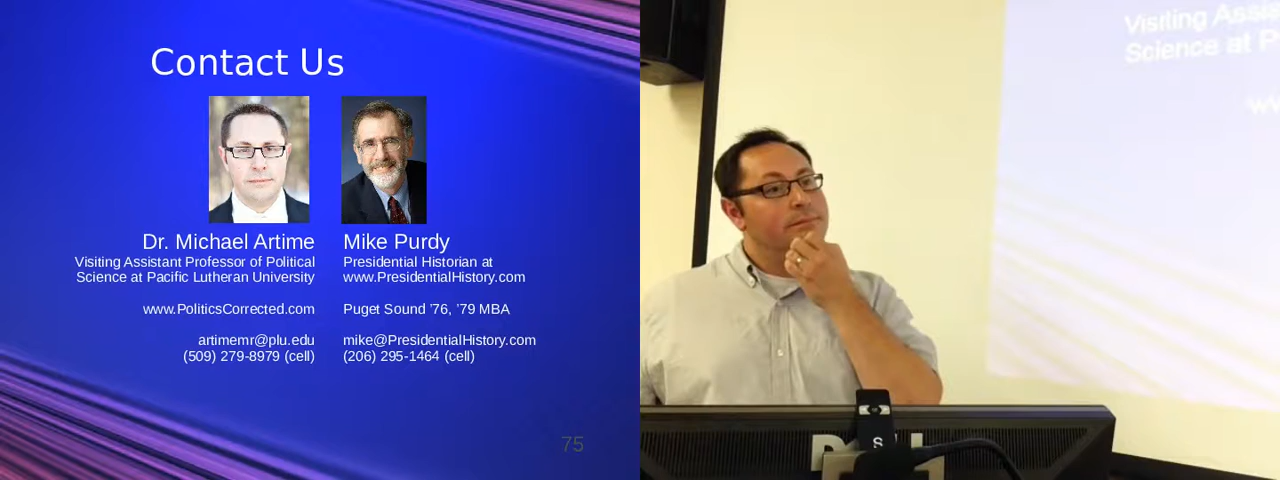 Contact Us
Dr. Michael Artime
Visiting Assistant Professor of Political
Science at Pacific Lutheran University
www.PoliticsCorrected.com
artimemr@plu.edu
(509) 279-8979 (cell)
Mike Purdy
Presidential Historian at
www.PresidentialHistory.com
Puget Sound '76, '79 MBA
mike@PresidentialHistory.com
(206) 295-1464 (cell)
75
Visiting Assis
Science at P